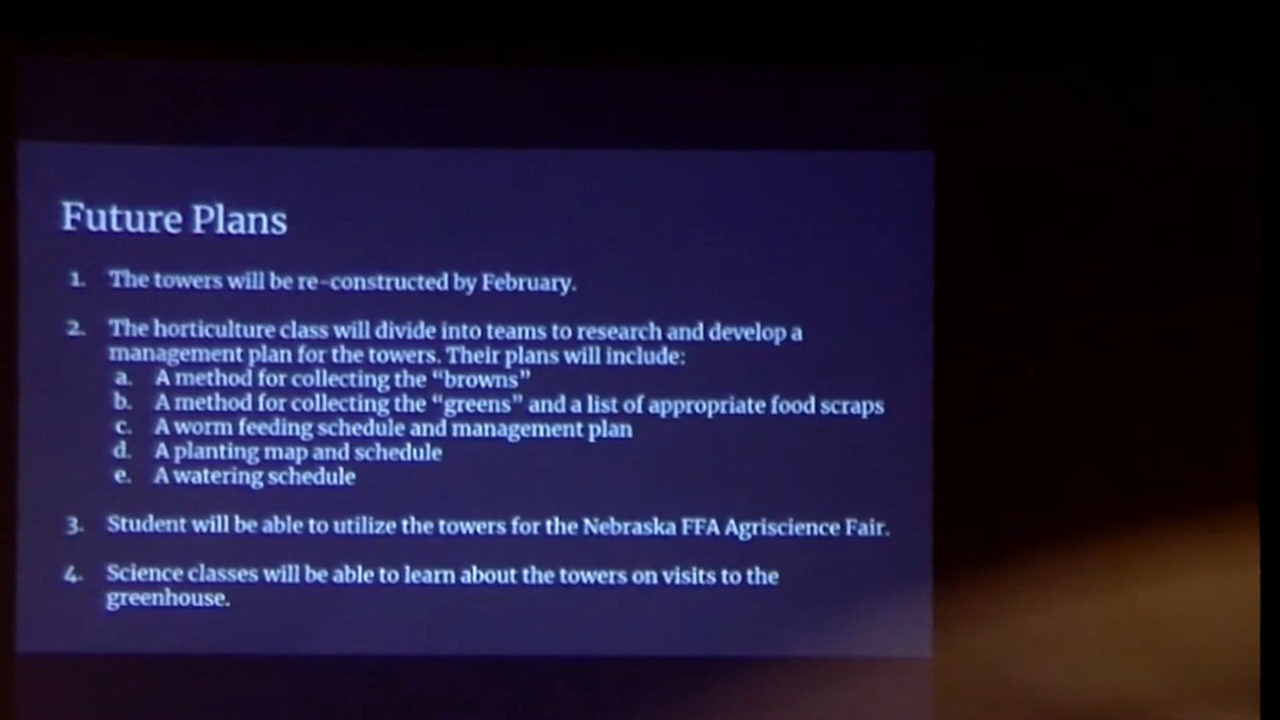 Future Plans
1. The towers will be re-constructed by February.
2. The horticulture class will divide into teams to research and develop a
management plan for the towers. Their plans will include:
a. A method for collecting the “browns”
b. A method for collecting the “greens” and a list of appropriate food scraps
c. A worm feeding schedule and management plan
d. A planting map and schedule
e. A watering schedule
3. Student will be able to utilize the towers for the Nebraska FFA Agriscience Fair.
4. Science classes will be able to learn about the towers on visits to the
greenhouse.